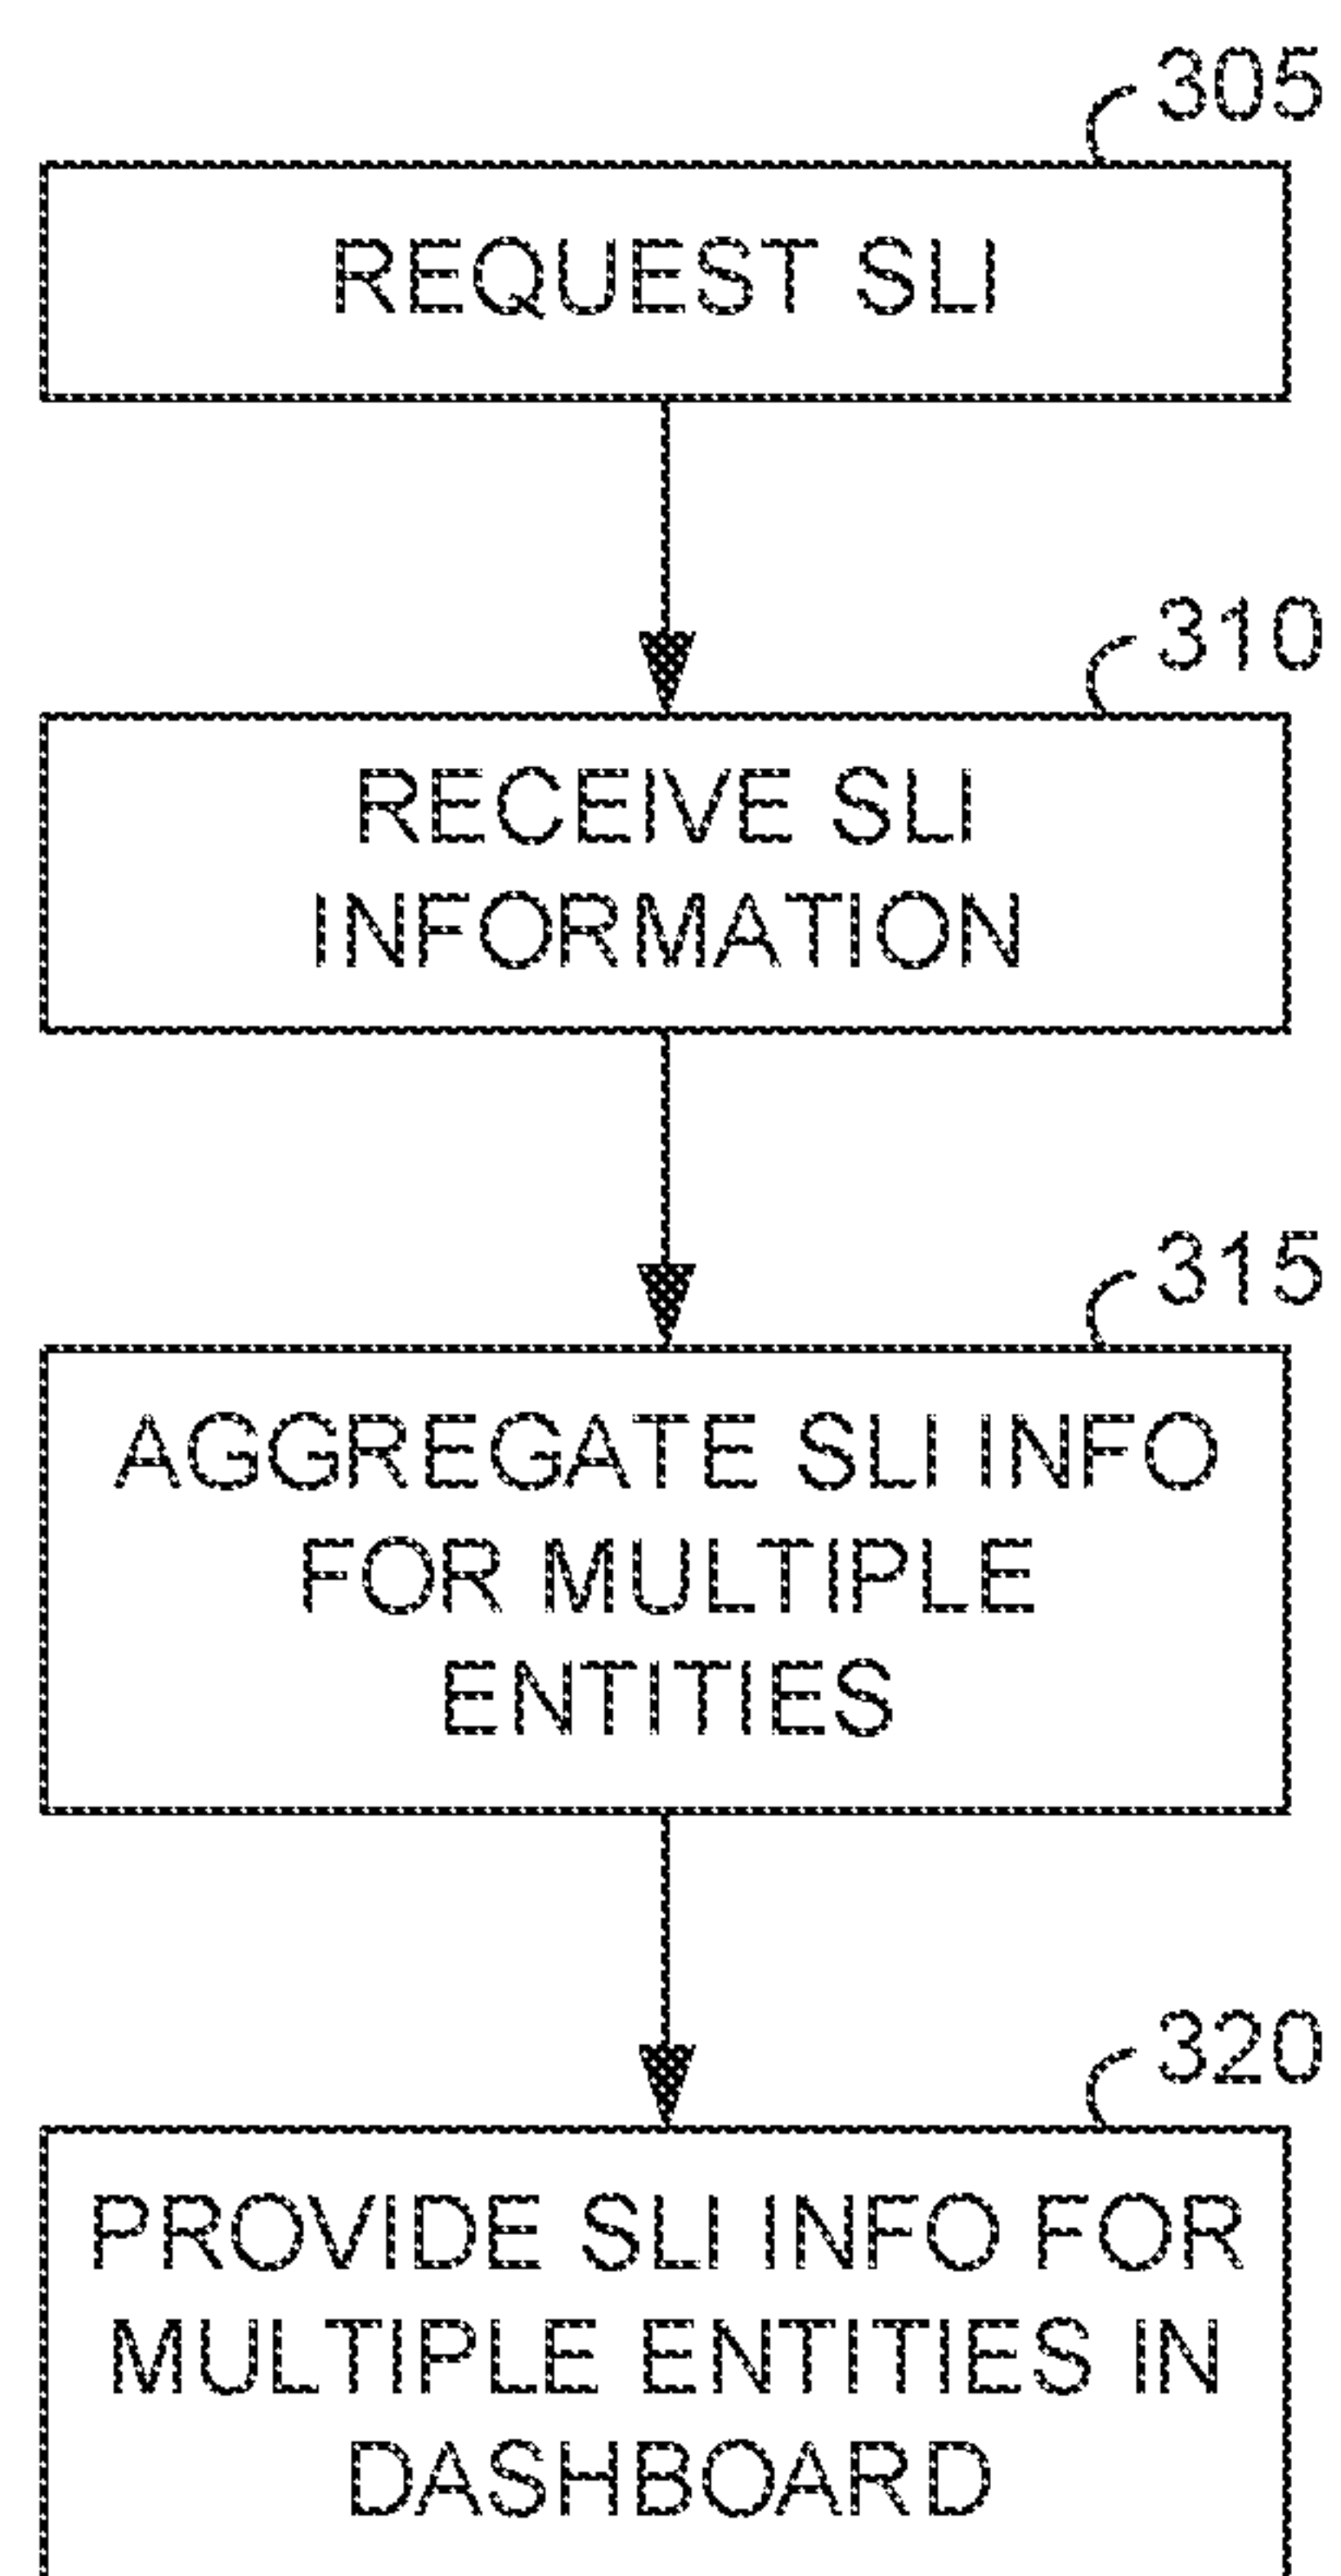 305
REQUEST SLI
310
RECEIVE SLI
INFORMATION
315
AGGREGATE SLI INFO
FOR MULTIPLE
ENTITIES
320
PROVIDE SLI INFO FOR
MULTIPLE ENTITIES IN
DASHBOARD